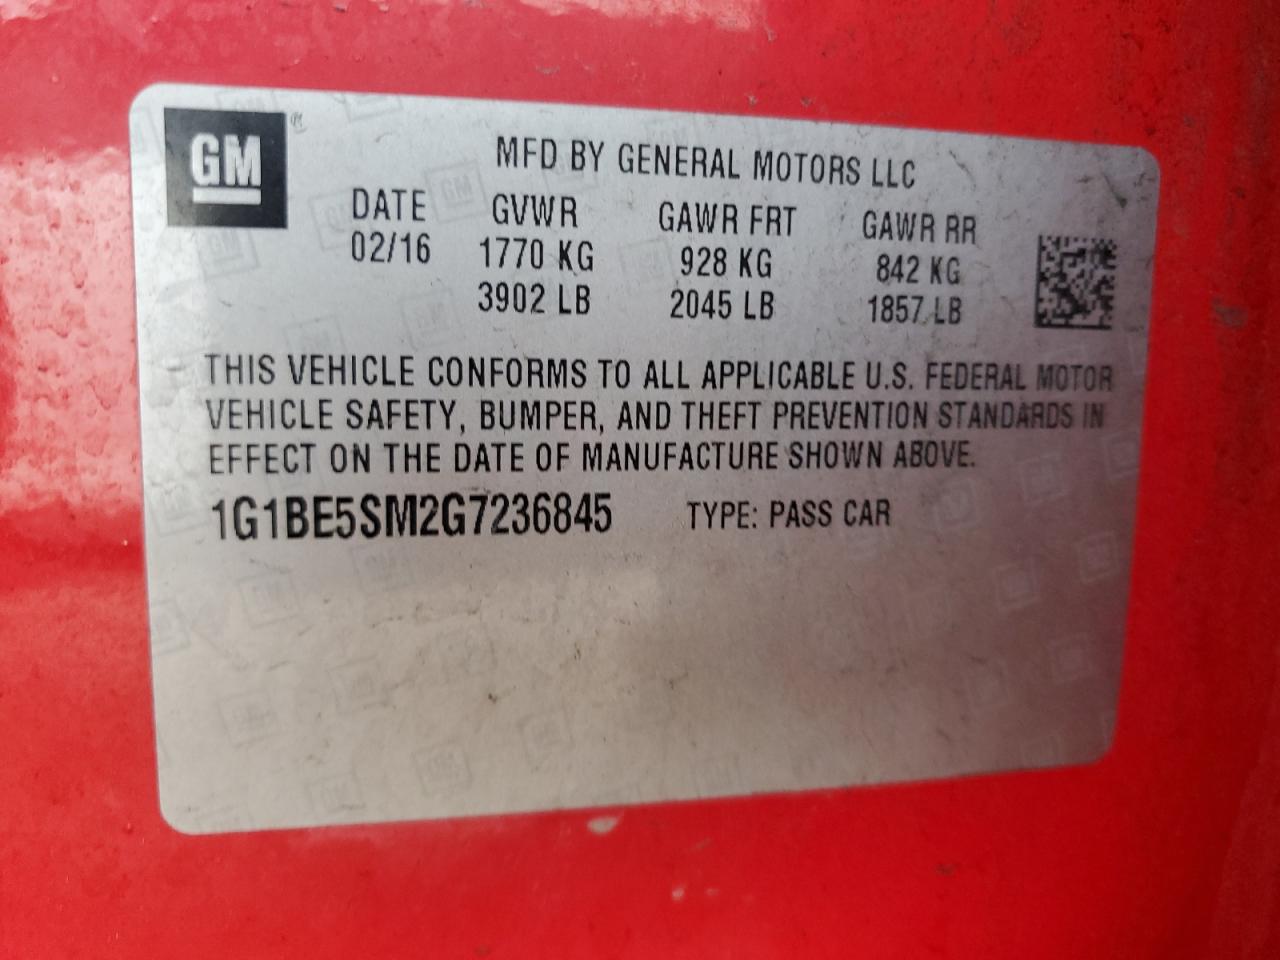 GM
MFD BY GENERAL MOTORS LLC
DATE GVWR GAWR FRT GAWR RR
02/16 1770 KG 928 KG 842 KG
3902 LB 2045 LB 1857 LB
THIS VEHICLE CONFORMS TO ALL APPLICABLE U.S. FEDERAL MOTOR
VEHICLE SAFETY, BUMPER, AND THEFT PREVENTION STANDARDS IN
EFFECT ON THE DATE OF MANUFACTURE SHOWN ABOVE.
1G1BE5SM2G7236845 TYPE: PASS CAR